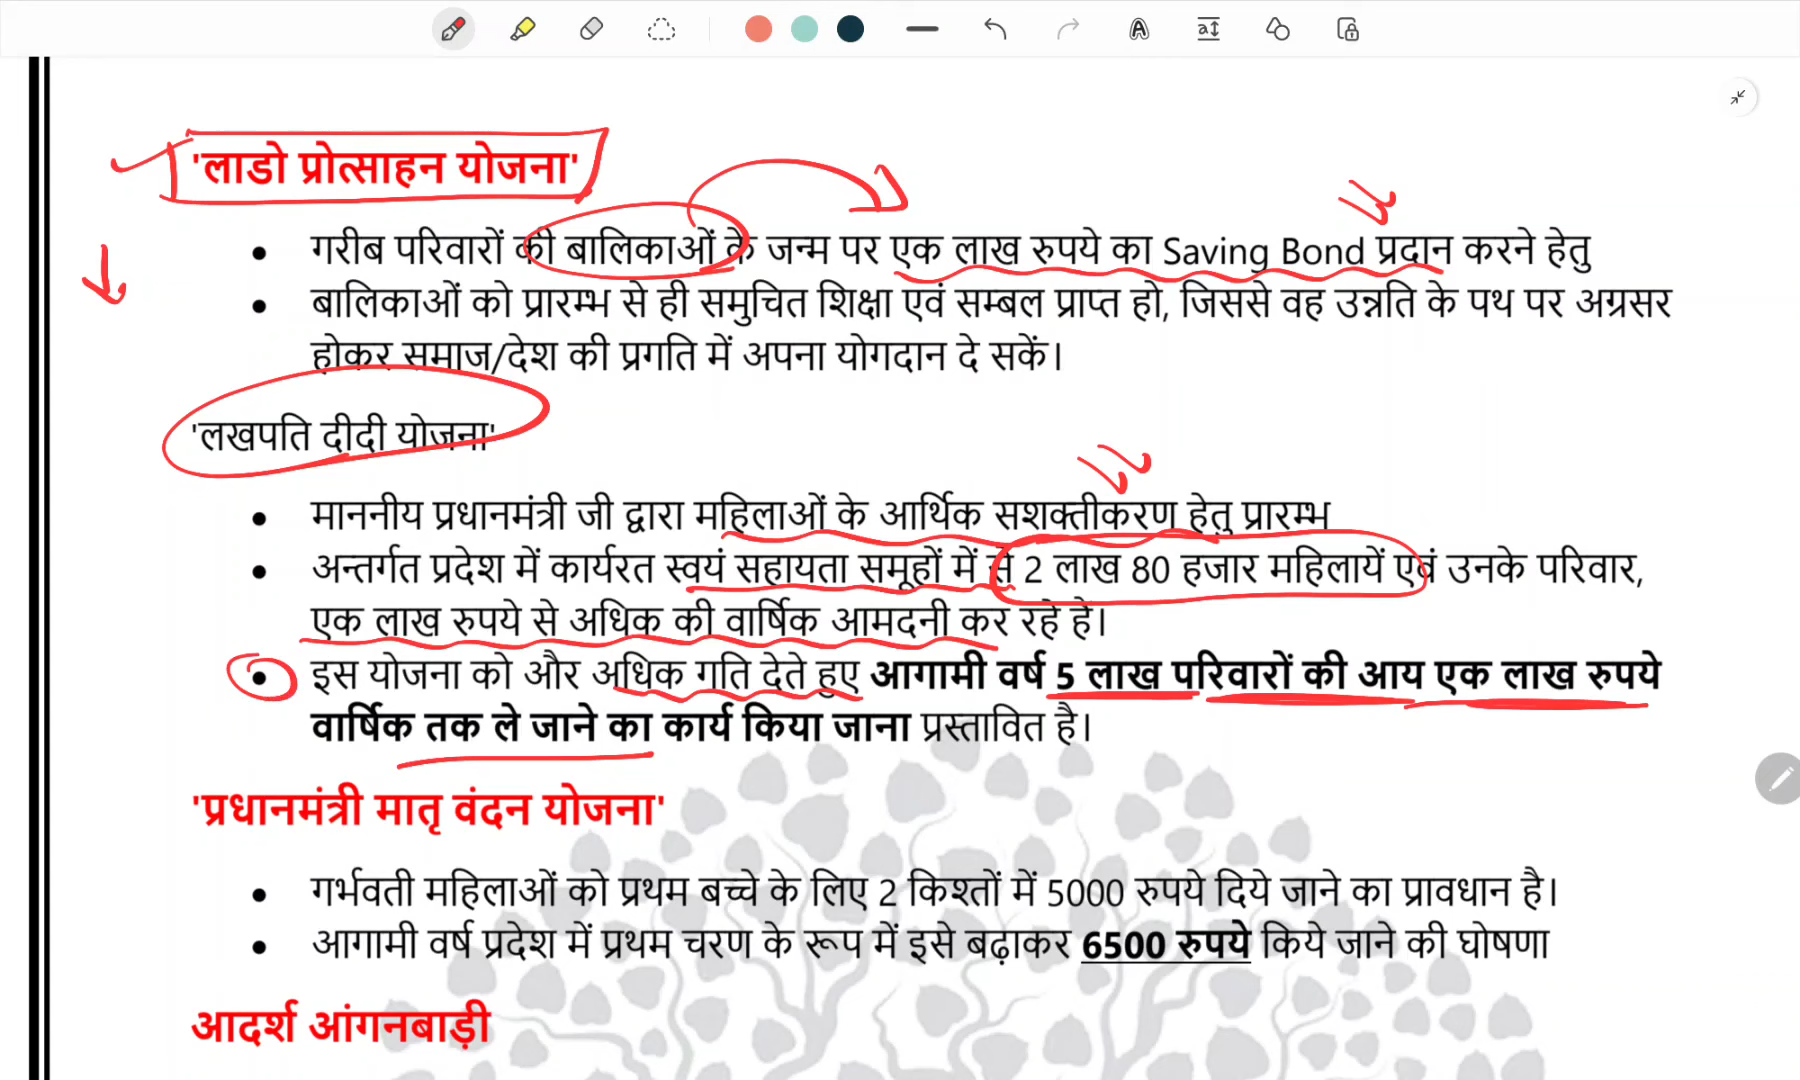 'लाडो प्रोत्साहन योजना'
• गरीब परिवारों की बालिकाओं के जन्म पर एक लाख रुपये का Saving Bond प्रदान करने हेतु
• बालिकाओं को प्रारम्भ से ही समुचित शिक्षा एवं सम्बल प्राप्त हो, जिससे वह उन्नति के पथ पर अग्रसर
होकर समाज/देश की प्रगति में अपना योगदान दे सकें।
'लखपति दीदी योजना'
• माननीय प्रधानमंत्री जी द्वारा महिलाओं के आर्थिक सशक्तीकरण हेतु प्रारम्भ
• अन्तर्गत प्रदेश में कार्यरत स्वयं सहायता समूहों में से 2 लाख 80 हजार महिलायें एवं उनके परिवार,
एक लाख रुपये से अधिक की वार्षिक आमदनी कर रहे है।
• इस योजना को और अधिक गति देते हुए आगामी वर्ष 5 लाख परिवारों की आय एक लाख रुपये
वार्षिक तक ले जाने का कार्य किया जाना प्रस्तावित है।
'प्रधानमंत्री मातृ वंदन योजना'
• गर्भवती महिलाओं को प्रथम बच्चे के लिए 2 किश्तों में 5000 रुपये दिये जाने का प्रावधान है।
• आगामी वर्ष प्रदेश में प्रथम चरण के रूप में इसे बढ़ाकर 6500 रुपये किये जाने की घोषणा
आदर्श आंगनबाड़ी